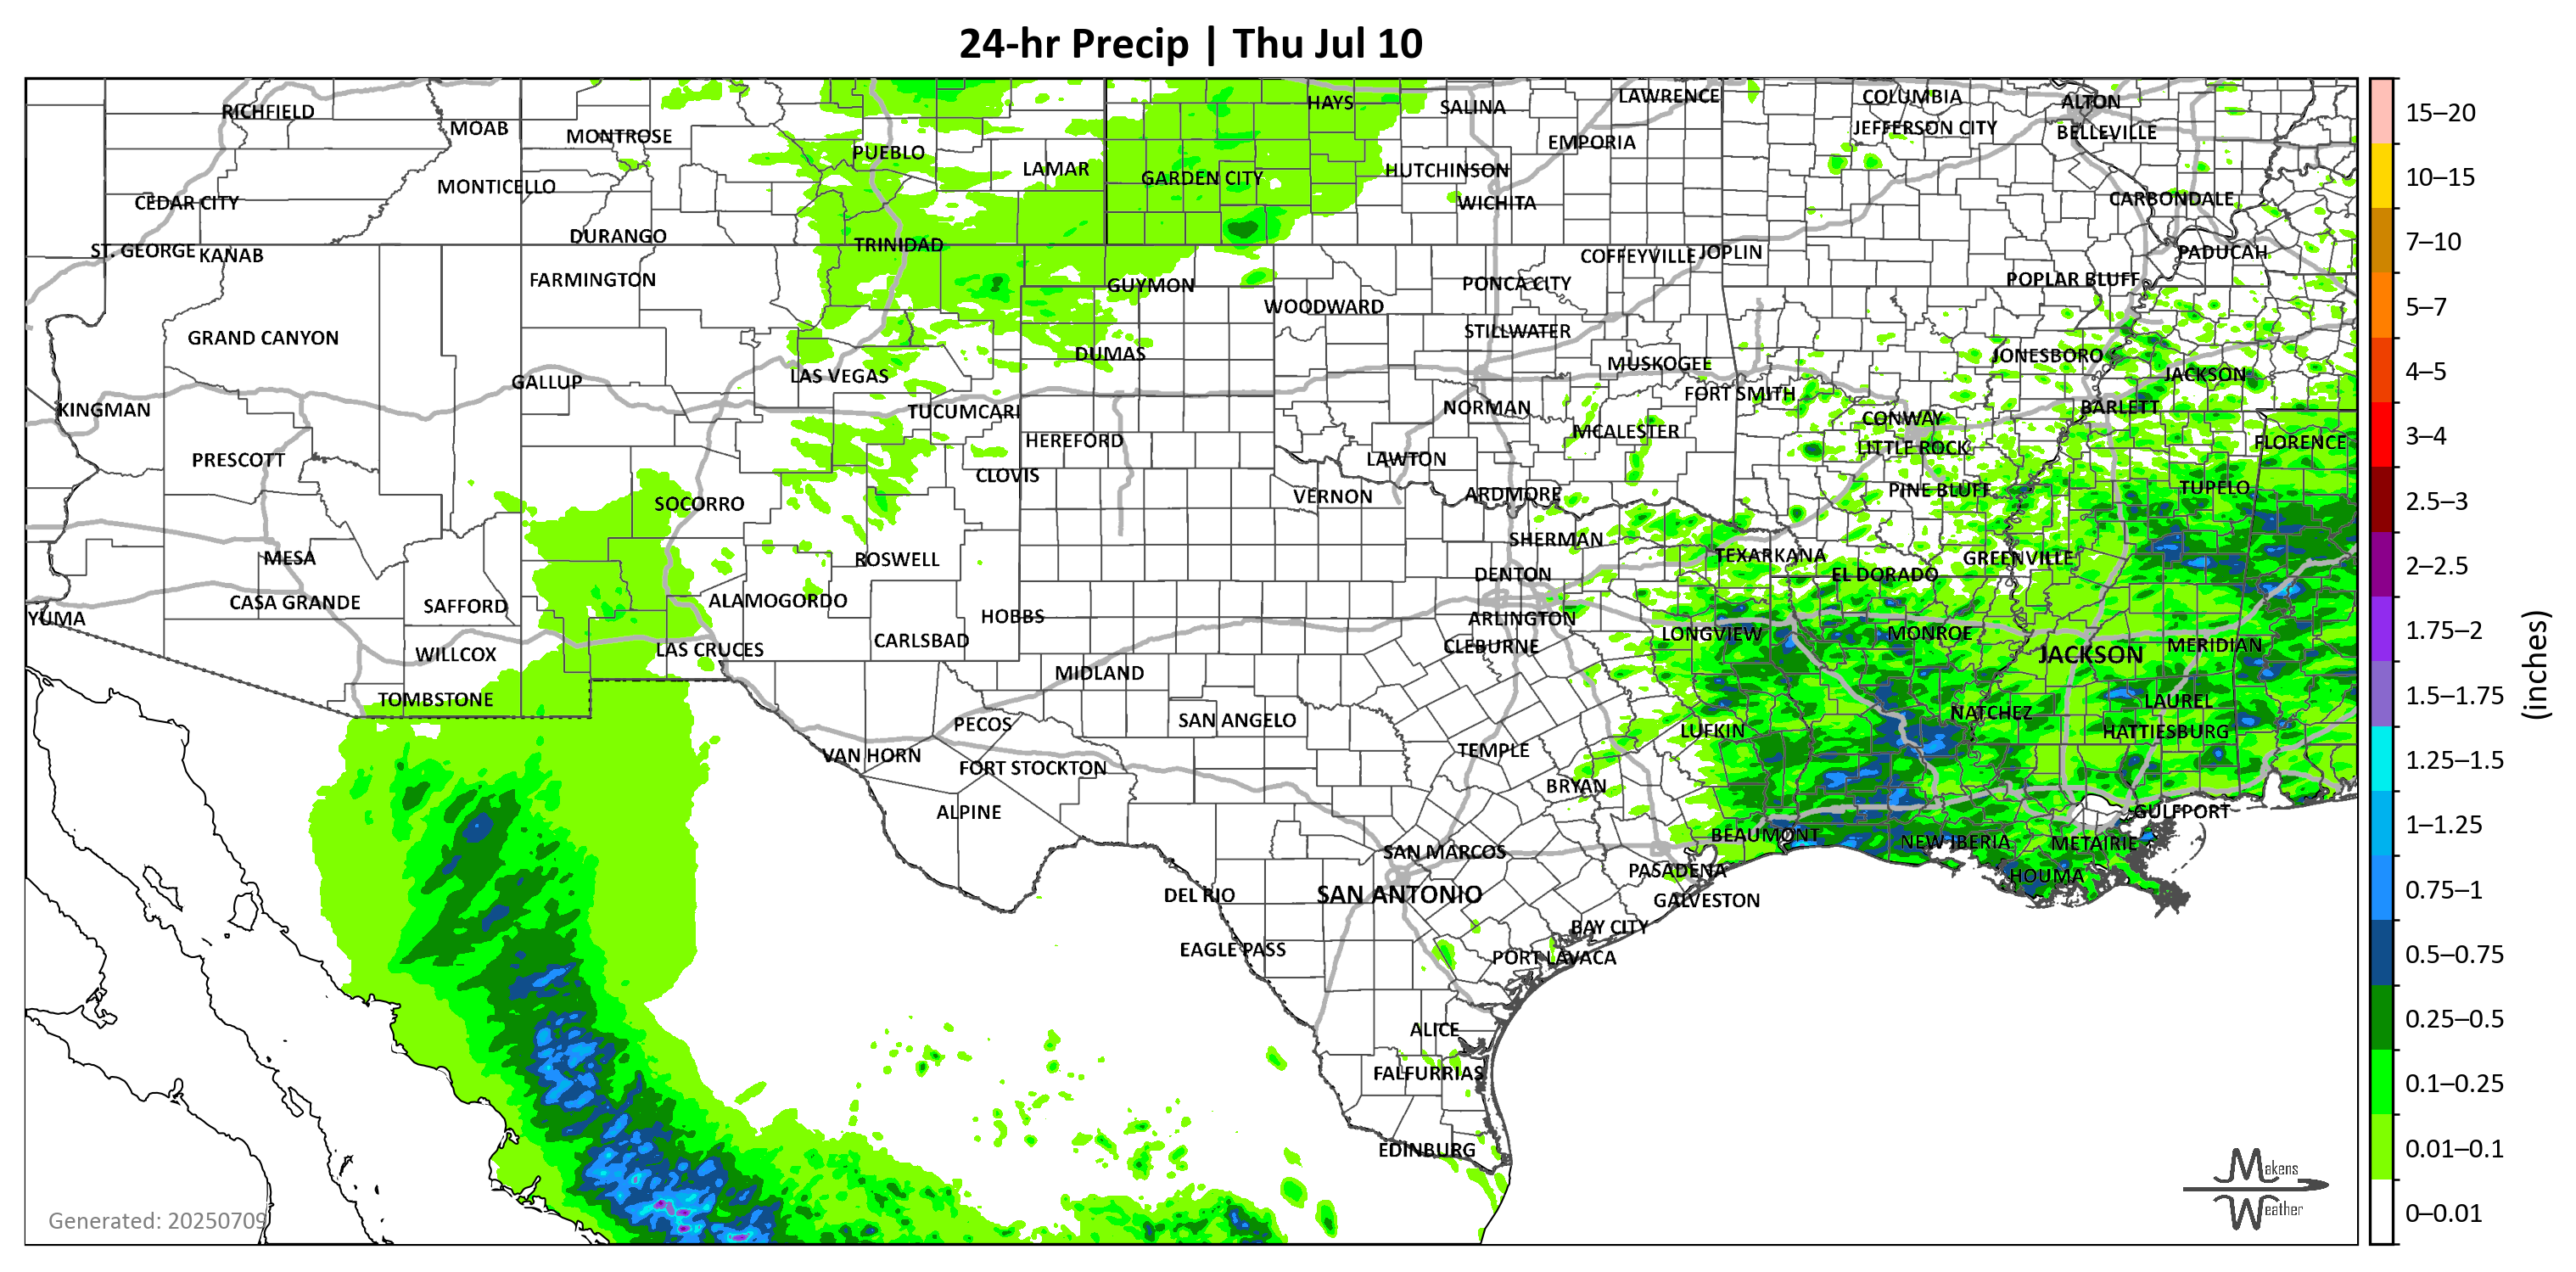 24-hr Precip | Thu Jul 10
RICHFIELD
MOAB
MONTROSE
PUEBLO
LAMAR
HAYS
SALINA
LAWRENCE
COLUMBIA
ALTON
EMPORIA
JEFFERSON CITY
BELLEVILLE
MONTICELLO
GARDEN CITY
HUTCHINSON
CEDAR CITY
WICHITA
CARBONDALE
DURANGO
TRINIDAD
ST. GEORGE
KANAB
COFFEYVILLE
JOPLIN
PADUCAH
FARMINGTON
GUYMON
PONCA CITY
POPLAR BLUFF
WOODWARD
GRAND CANYON
STILLWATER
DUMAS
MUSKOGEE
JONESBORO
GALLUP
LAS VEGAS
JACKSON
FORT SMITH
KINGMAN
TUCUMCARI
NORMAN
CONWAY
BARLETT
HEREFORD
MCALESTER
LITTLE ROCK
FLORENCE
PRESCOTT
CLOVIS
LAWTON
SOCORRO
VERNON
ARDMORE
PINE BLUFF
TUPELO
MESA
ROSWELL
SHERMAN
TEXARKANA
GREENVILLE
DENTON
EL DORADO
YUMA
CASA GRANDE
SAFFORD
ALAMOGORDO
HOBBS
ARLINGTON
WILLCOX
LAS CRUCES
CARLSBAD
CLEBURNE
LONGVIEW
MONROE
JACKSON
MERIDIAN
TOMBSTONE
MIDLAND
PECOS
SAN ANGELO
NATCHEZ
LAUREL
VAN HORN
FORT STOCKTON
TEMPLE
LUFKIN
HATTIESBURG
ALPINE
BRYAN
GULFPORT
SAN MARCOS
BEAUMONT
NEW IBERIA
METAIRIE
DEL RIO
SAN ANTONIO
PASADENA
GALVESTON
HOUMA
EAGLE PASS
BAY CITY
PORT LAVACA
ALICE
FALFURRIAS
EDINBURG
Generated: 20250709
Makens
Weather
15–20
10–15
7–10
5–7
4–5
3–4
2.5–3
2–2.5
1.75–2
1.5–1.75
1.25–1.5
1–1.25
0.75–1
0.5–0.75
0.25–0.5
0.1–0.25
0.01–0.1
0–0.01
(inches)